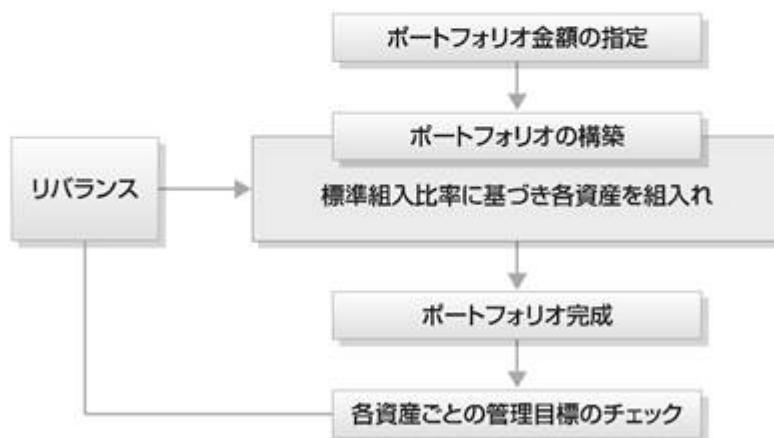 ポートフォリオ金額の指定
ポートフォリオの構築
リバランス
標準組入比率に基づき各資産を組入れ
ポートフォリオ完成
各資産ごとの管理目標のチェック